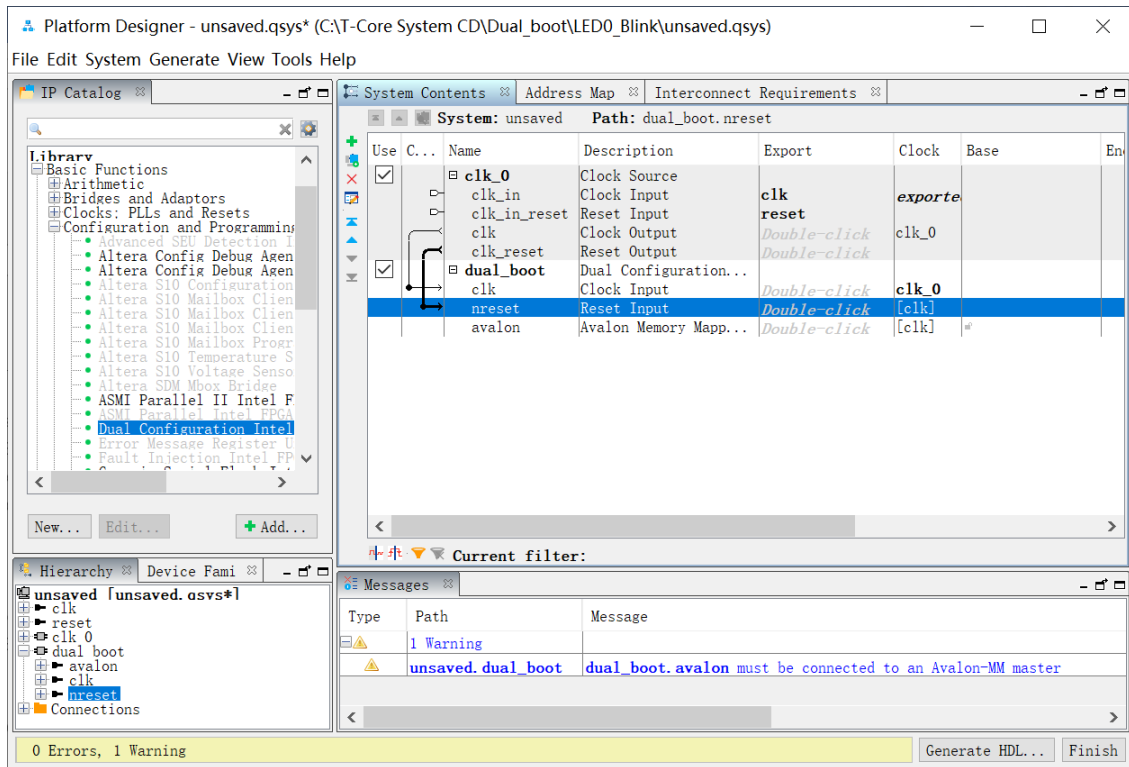 Platform Designer - unsaved.qsys* (C:\T-Core System CD\Dual_boot\LED0_Blink\unsaved.qsys)
File Edit System Generate View Tools Help
IP Catalog
Library
Basic Functions
Arithmetic
Bridges and Adaptors
Clocks; PLLs and Resets
Configuration and Programming
Advanced SEU Detection I
Altera Config Debug Agen
Altera Config Debug Agen
Altera S10 Configuration
Altera S10 Mailbox Clien
Altera S10 Mailbox Clien
Altera S10 Mailbox Clien
Altera S10 Mailbox Progr
Altera S10 Temperature S
Altera S10 Voltage Senso
Altera SDM Mbox Bridge
ASMI Parallel II Intel F
ASMI Parallel Intel FPGA
Dual Configuration Intel
Error Message Register U
Fault Injection Intel FP
New... Edit... Add...
System Contents Address Map Interconnect Requirements
System: unsaved Path: dual_boot.nreset
Use C... Name Description Export Clock Base En
clk_0 Clock Source
clk_in Clock Input clk exporte
clk_in_reset Reset Input reset
clk Clock Output Double-click clk_0
clk_reset Reset Output Double-click
dual_boot Dual Configuration...
clk Clock Input Double-click clk_0
nreset Reset Input Double-click [clk]
avalon Avalon Memory Mapp... Double-click [clk]
Current filter:
Hierarchy Device Fami
unsaved [unsaved.qsys*]
clk
reset
clk_0
dual_boot
avalon
clk
nreset
Connections
Messages
Type Path Message
1 Warning
unsaved.dual_boot dual_boot.avalon must be connected to an Avalon-MM master
0 Errors, 1 Warning
Generate HDL... Finish